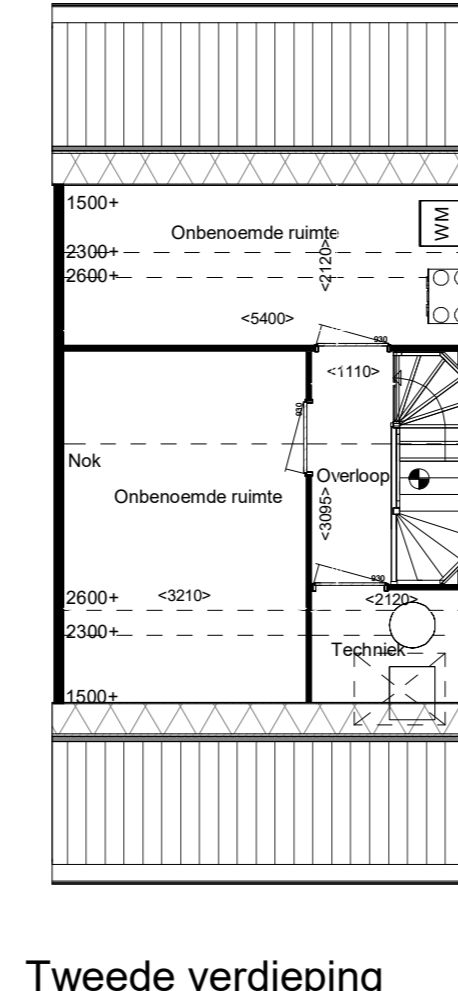 1500+
Onbenoemde ruimte
WM
2300+
<2120>
2600+
<5400>
930
<1110>
930
Nok
Overloop
Onbenoemde ruimte
<3095>
930
2600+
<3210>
<2120>
2300+
Techniek
1500+
Tweede verdieping